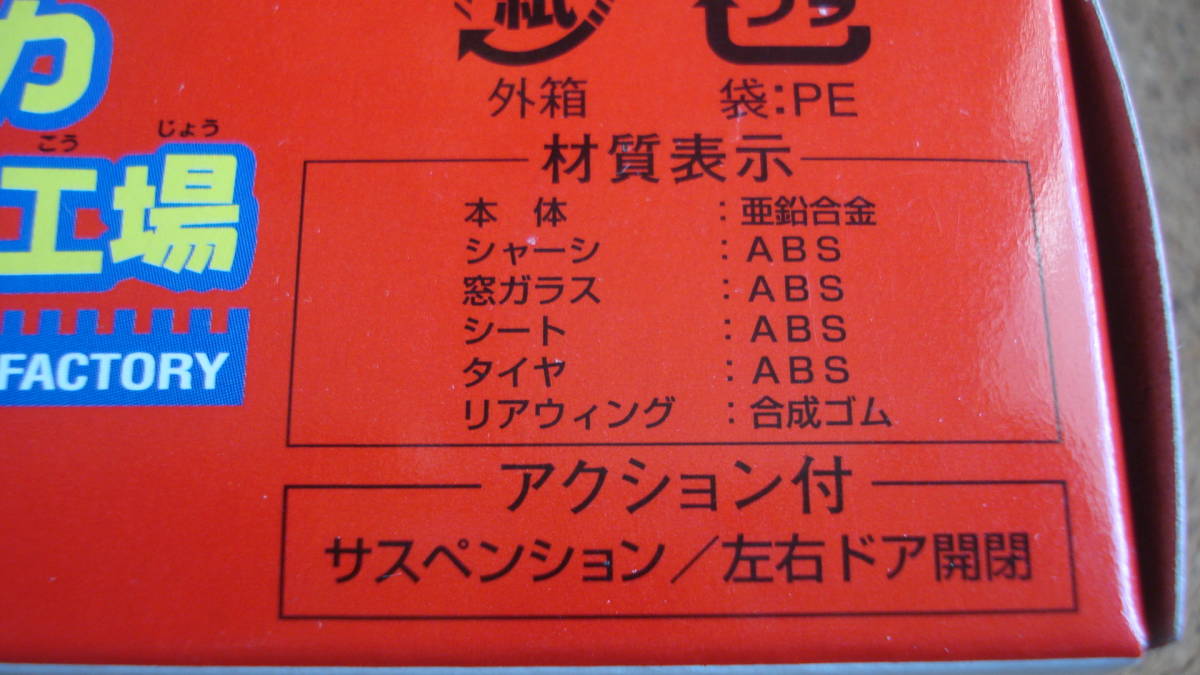 カ
こう じょう
工場
FACTORY
紙
プラ
外箱 袋:PE
材質表示
本 体 :亜鉛合金
シャーシ :ABS
窓ガラス :ABS
シート :ABS
タイヤ :ABS
リアウィング :合成ゴム
アクション付
サスペンション/左右ドア開閉